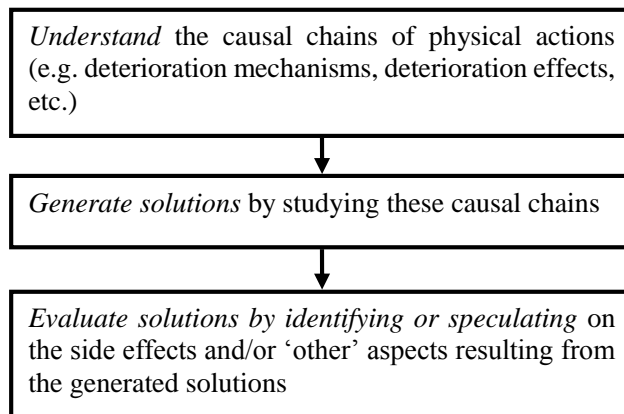 Understand the causal chains of physical actions
(e.g. deterioration mechanisms, deterioration effects,
etc.)
Generate solutions by studying these causal chains
Evaluate solutions by identifying or speculating on
the side effects and/or ‘other’ aspects resulting from
the generated solutions